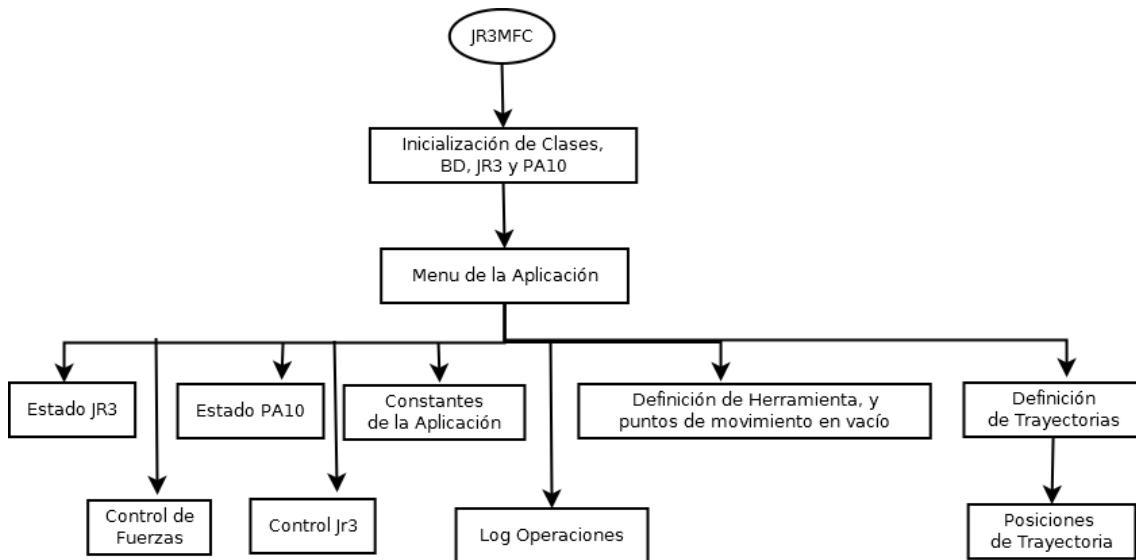 JR3MFC
Inicialización de Clases,
BD, JR3 y PA10
Menu de la Aplicación
Estado JR3
Estado PA10
Constantes
de la Aplicación
Definición de Herramienta, y
puntos de movimiento en vacío
Definición
de Trayectorias
Control de
Fuerzas
Control Jr3
Log Operaciones
Posiciones
de Trayectoria